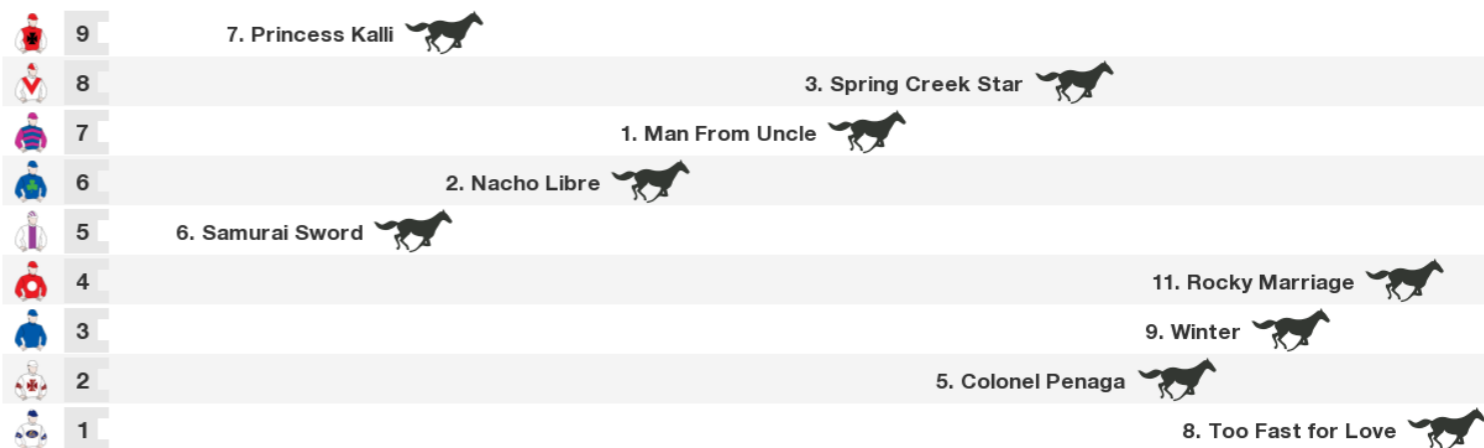 9 7. Princess Kalli
8 3. Spring Creek Star
7 1. Man From Uncle
6 2. Nacho Libre
5 6. Samurai Sword
4 11. Rocky Marriage
3 9. Winter
2 5. Colonel Penaga
1 8. Too Fast for Love